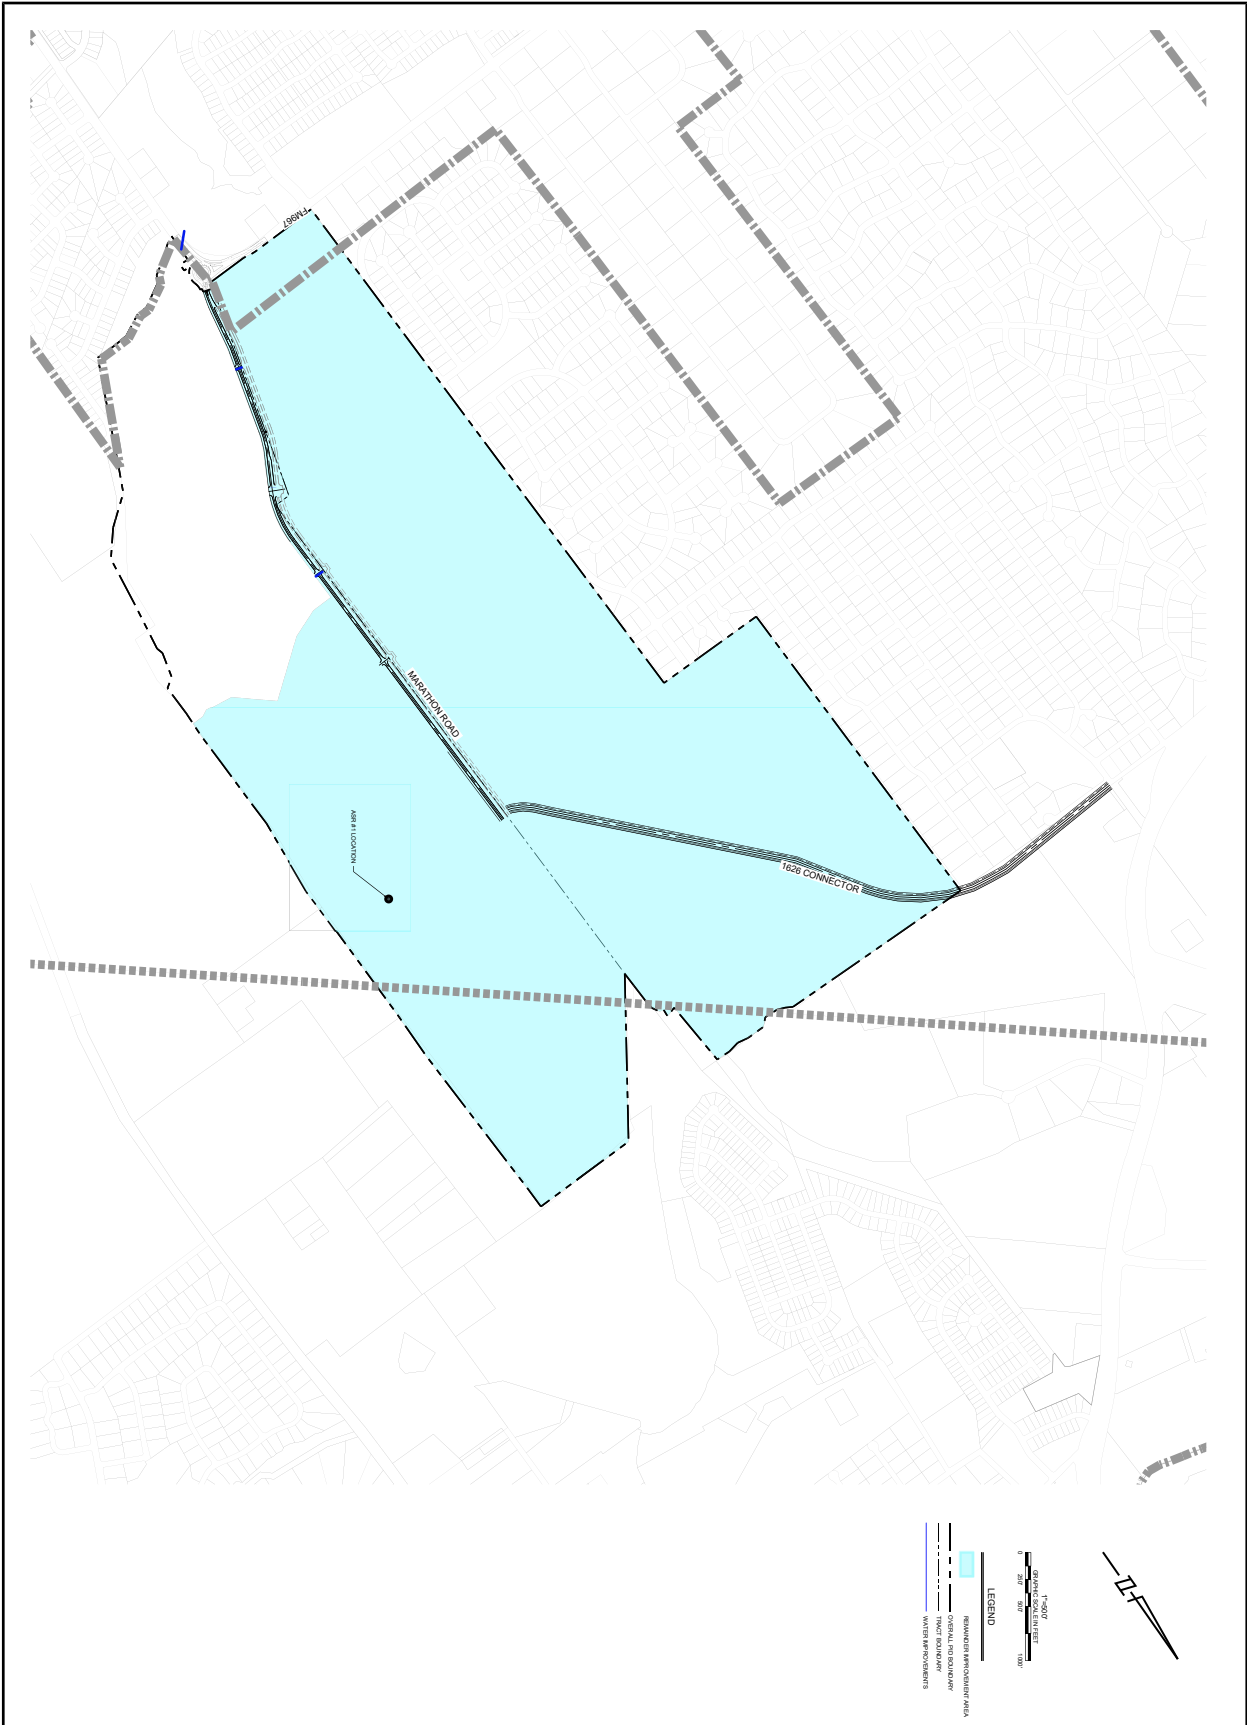 FM967
MARATHON ROAD
1626 CONNECTOR
ASR #1 LOCATION
1"=500'
GRAPHIC SCALE IN FEET
0 250' 500' 1000'
LEGEND
REMAINDER IMPROVEMENT AREA
OVERALL PID BOUNDARY
TRACT BOUNDARY
WATER IMPROVEMENTS